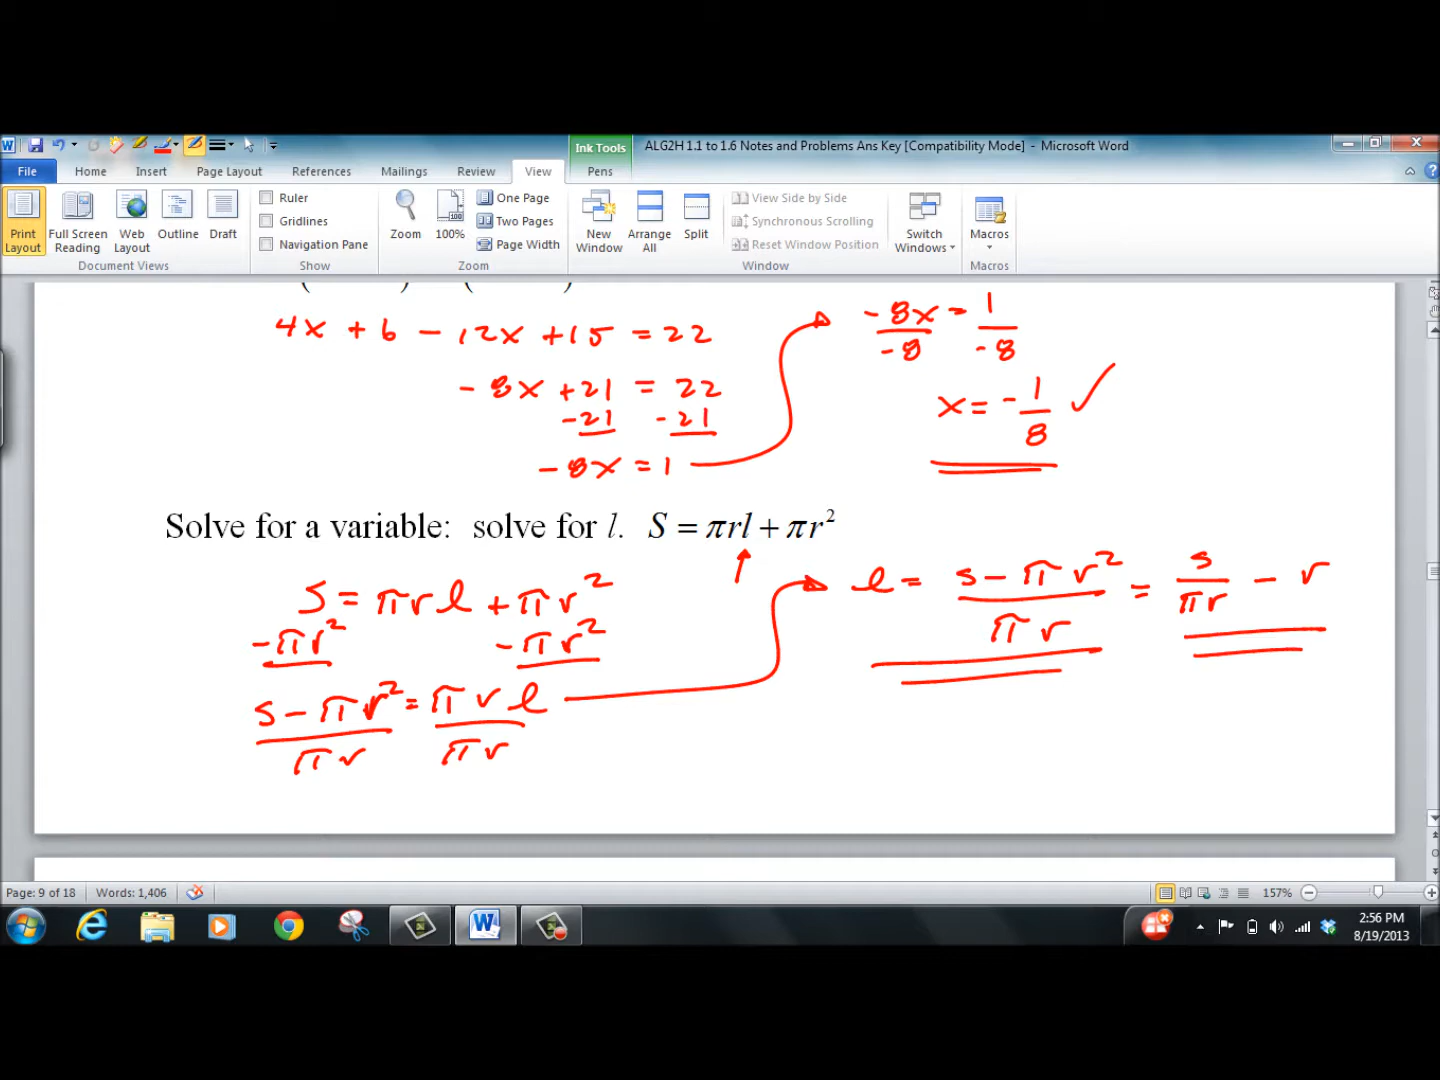 ALG2H 1.1 to 1.6 Notes and Problems Ans Key [Compatibility Mode] - Microsoft Word
Ink Tools
File Home Insert Page Layout References Mailings Review View Pens
Print Layout
Full Screen Reading
Web Layout
Outline
Draft
Document Views
Ruler
Gridlines
Navigation Pane
Show
Zoom
100%
One Page
Two Pages
Page Width
Zoom
New Window
Arrange All
Split
View Side by Side
Synchronous Scrolling
Reset Window Position
Window
Switch Windows
Macros
Macros
4x + 6 - 12x + 15 = 22
-8x + 21 = 22
-21 -21
-8x = 1
-8x = 1
-8 -8
x = - 1
8
Solve for a variable: solve for l. S = πrl + πr²
S = πrl + πr²
-πr² -πr²
S - πr² = πrl
πr πr
l = S - πr² = S - r
πr πr
Page: 9 of 18 Words: 1,406 157%
2:56 PM
8/19/2013